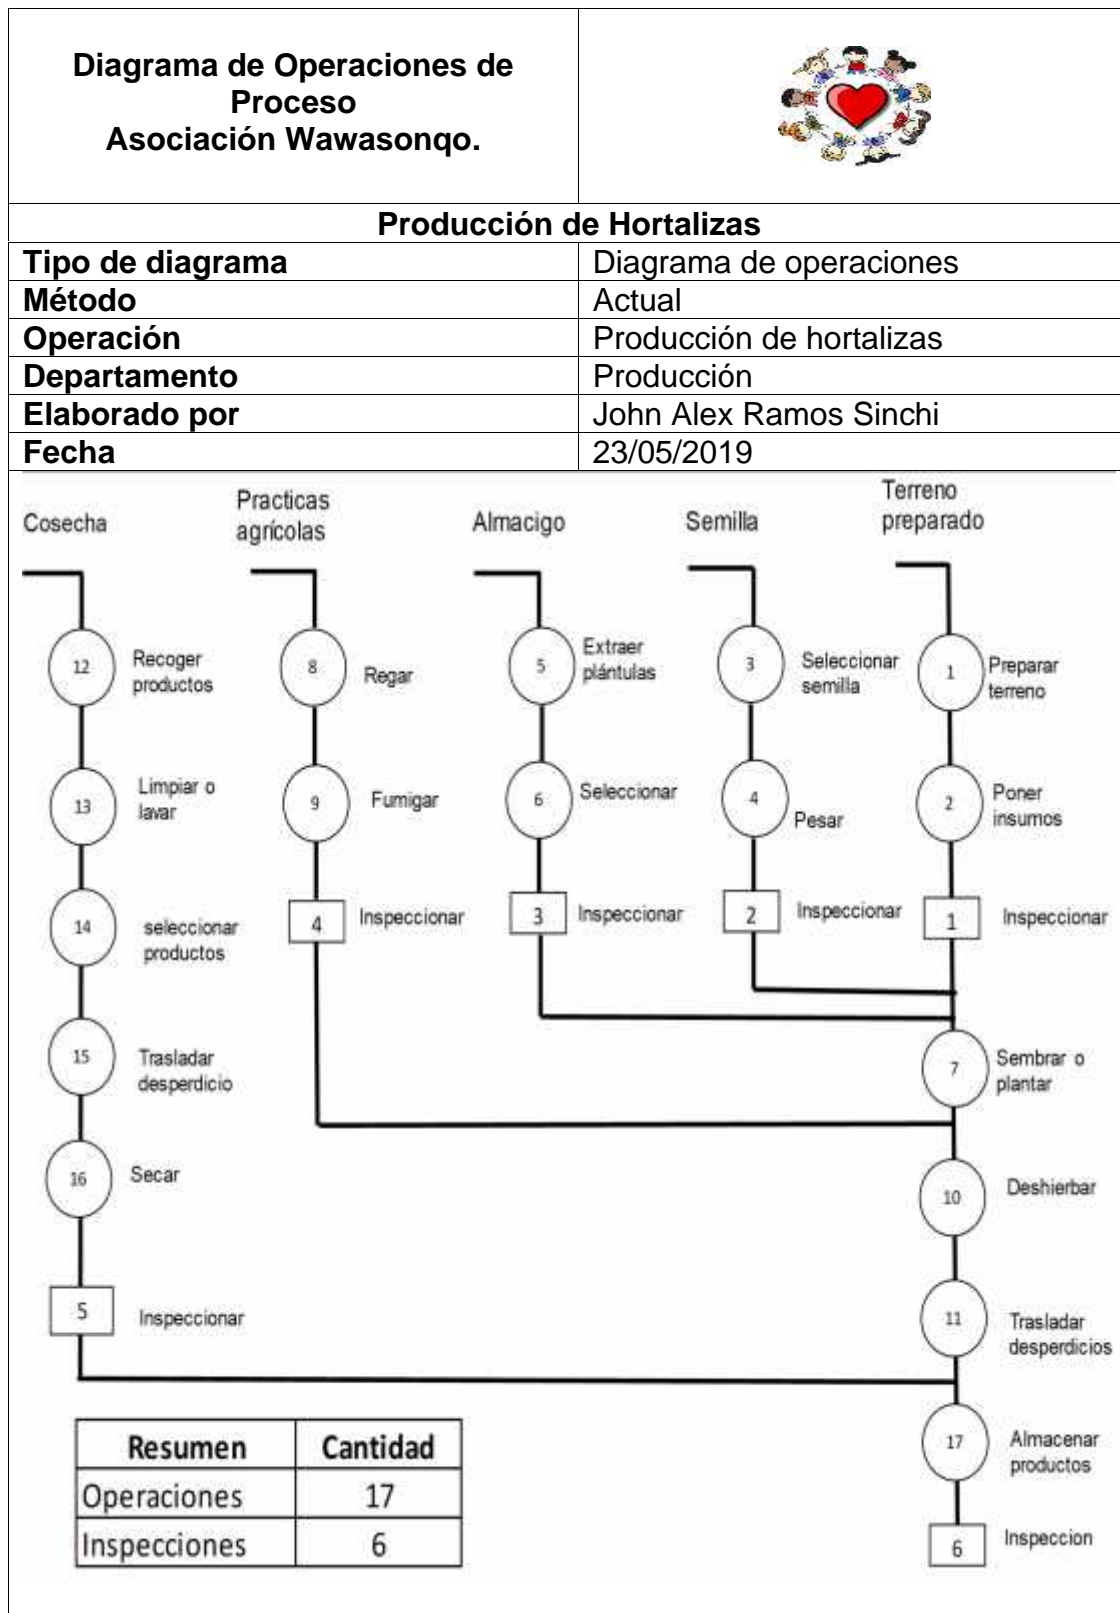 Diagrama de Operaciones de
Proceso
Asociación Wawasonqo.
Producción de Hortalizas
Tipo de diagrama
Diagrama de operaciones
Método
Actual
Operación
Producción de hortalizas
Departamento
Producción
Elaborado por
John Alex Ramos Sinchi
Fecha
23/05/2019
Cosecha
Practicas
agrícolas
Almacigo
Semilla
Terreno
preparado
12
Recoger
productos
8
Regar
5
Extraer
plántulas
3
Seleccionar
semilla
1
Preparar
terreno
13
Limpiar o
lavar
9
Fumigar
6
Seleccionar
4
Pesar
2
Poner
insumos
14
seleccionar
productos
4
Inspeccionar
3
Inspeccionar
2
Inspeccionar
1
Inspeccionar
15
Trasladar
desperdicio
7
Sembrar o
plantar
16
Secar
10
Deshierbar
5
Inspeccionar
11
Trasladar
desperdicios
17
Almacenar
productos
6
Inspeccion
Resumen
Cantidad
Operaciones
17
Inspecciones
6